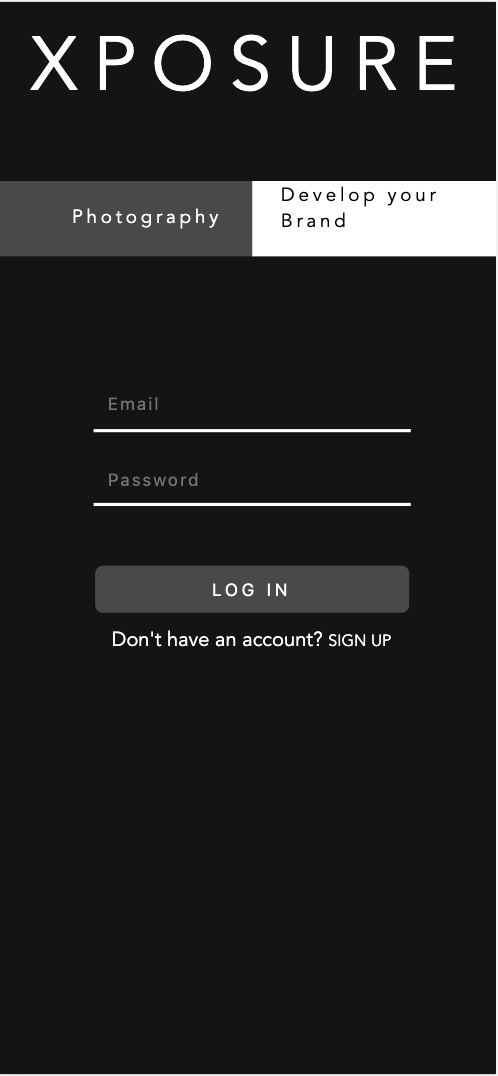 XPOSURE
Photography
Develop your
Brand
Email
Password
LOG IN
Don't have an account? SIGN UP